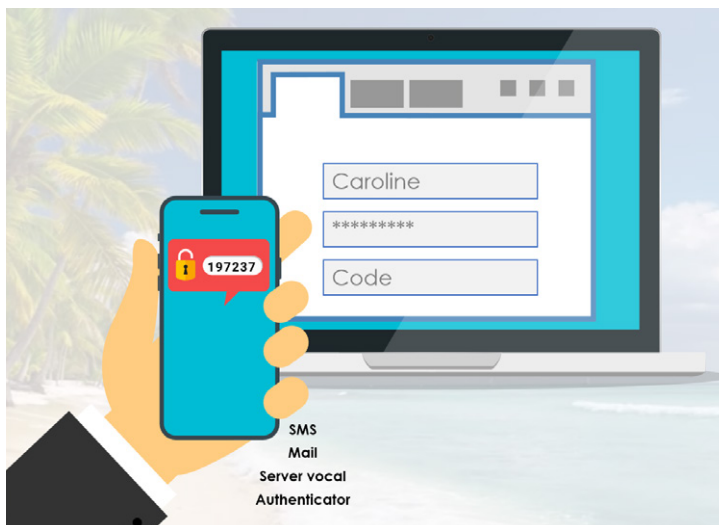 Caroline
*********
Code
197237
SMS
Mail
Server vocal
Authenticator